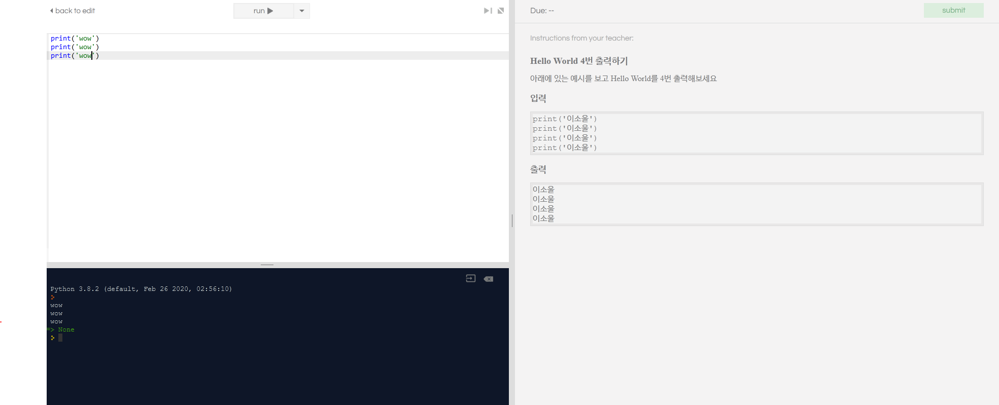 back to edit
run
print('wow')
print('wow')
print('wow')
Python 3.8.2 (default, Feb 26 2020, 02:56:10)
wow
wow
wow
=> None
Due: --
submit
Instructions from your teacher:
Hello World 4번 출력하기
아래에 있는 예시를 보고 Hello World를 4번 출력해보세요
입력
print('이소울')
print('이소울')
print('이소울')
print('이소울')
출력
이소울
이소울
이소울
이소울